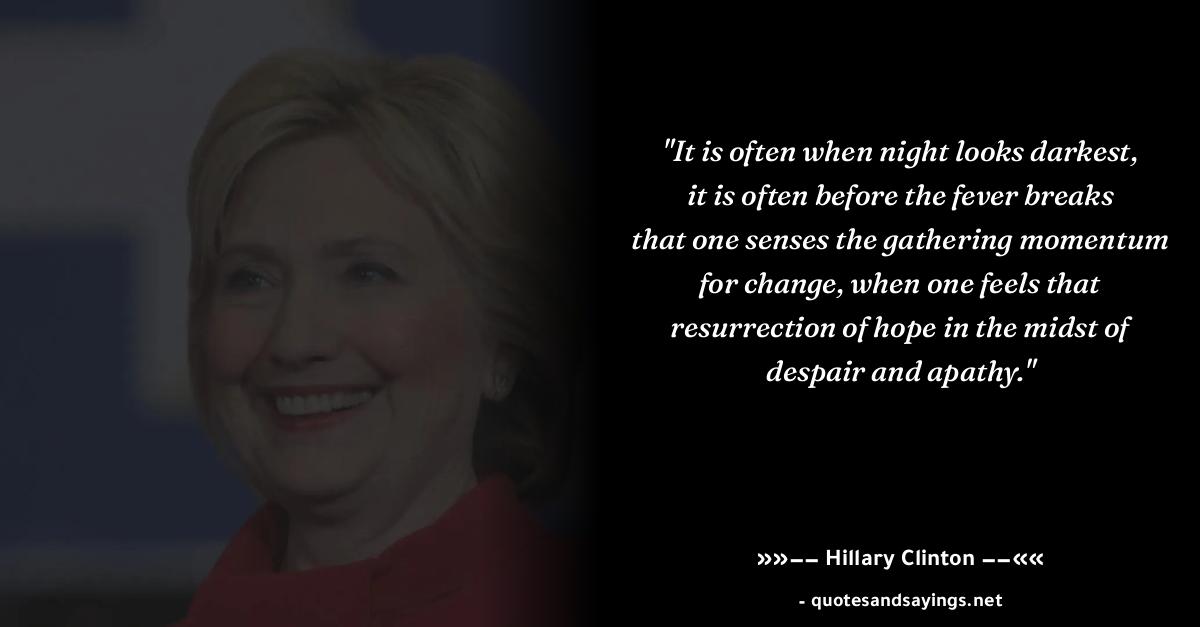 "It is often when night looks darkest,
it is often before the fever breaks
that one senses the gathering momentum
for change, when one feels that
resurrection of hope in the midst of
despair and apathy."
»»−− Hillary Clinton −−««
- quotesandsayings.net